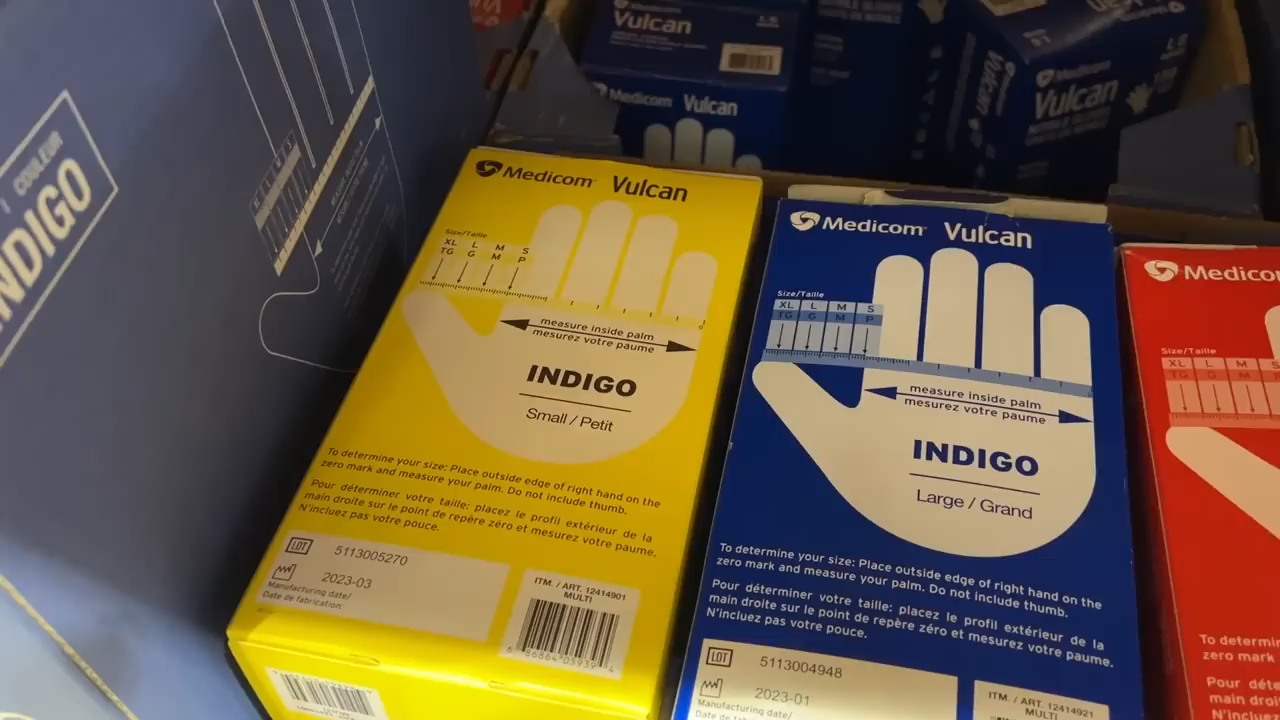 COULEUR
INDIGO
Vulcan
Medicom Vulcan
Medicom
Vulcan
Medicom Vulcan
Size/Taille
XL L M S
TG G M P
measure inside palm
mesurez votre paume
INDIGO
Small / Petit
To determine your size: Place outside edge of right hand on the
zero mark and measure your palm. Do not include thumb.
Pour déterminer votre taille: placez le profil extérieur de la
main droite sur le point de repère zéro et mesurez votre paume.
N'incluez pas votre pouce.
LOT 5113005270
2023-03
Manufacturing date/
Date de fabrication:
ITM. / ART. 12414901
MULTI
Medicom Vulcan
Size/Taille
XL L M S
TG G M P
measure inside palm
mesurez votre paume
INDIGO
Large / Grand
To determine your size: Place outside edge of right hand on the
zero mark and measure your palm. Do not include thumb.
Pour déterminer votre taille: placez le profil extérieur de la
main droite sur le point de repère zéro et mesurez votre paume.
N'incluez pas votre pouce.
LOT 5113004948
2023-01
Manufacturing date/
Date de fabrication:
ITM. / ART. 12414921
MULTI
Medicom
Size/Taille
XL L M S
TG G M P
To determin
zero mark
Pour déte
main droi